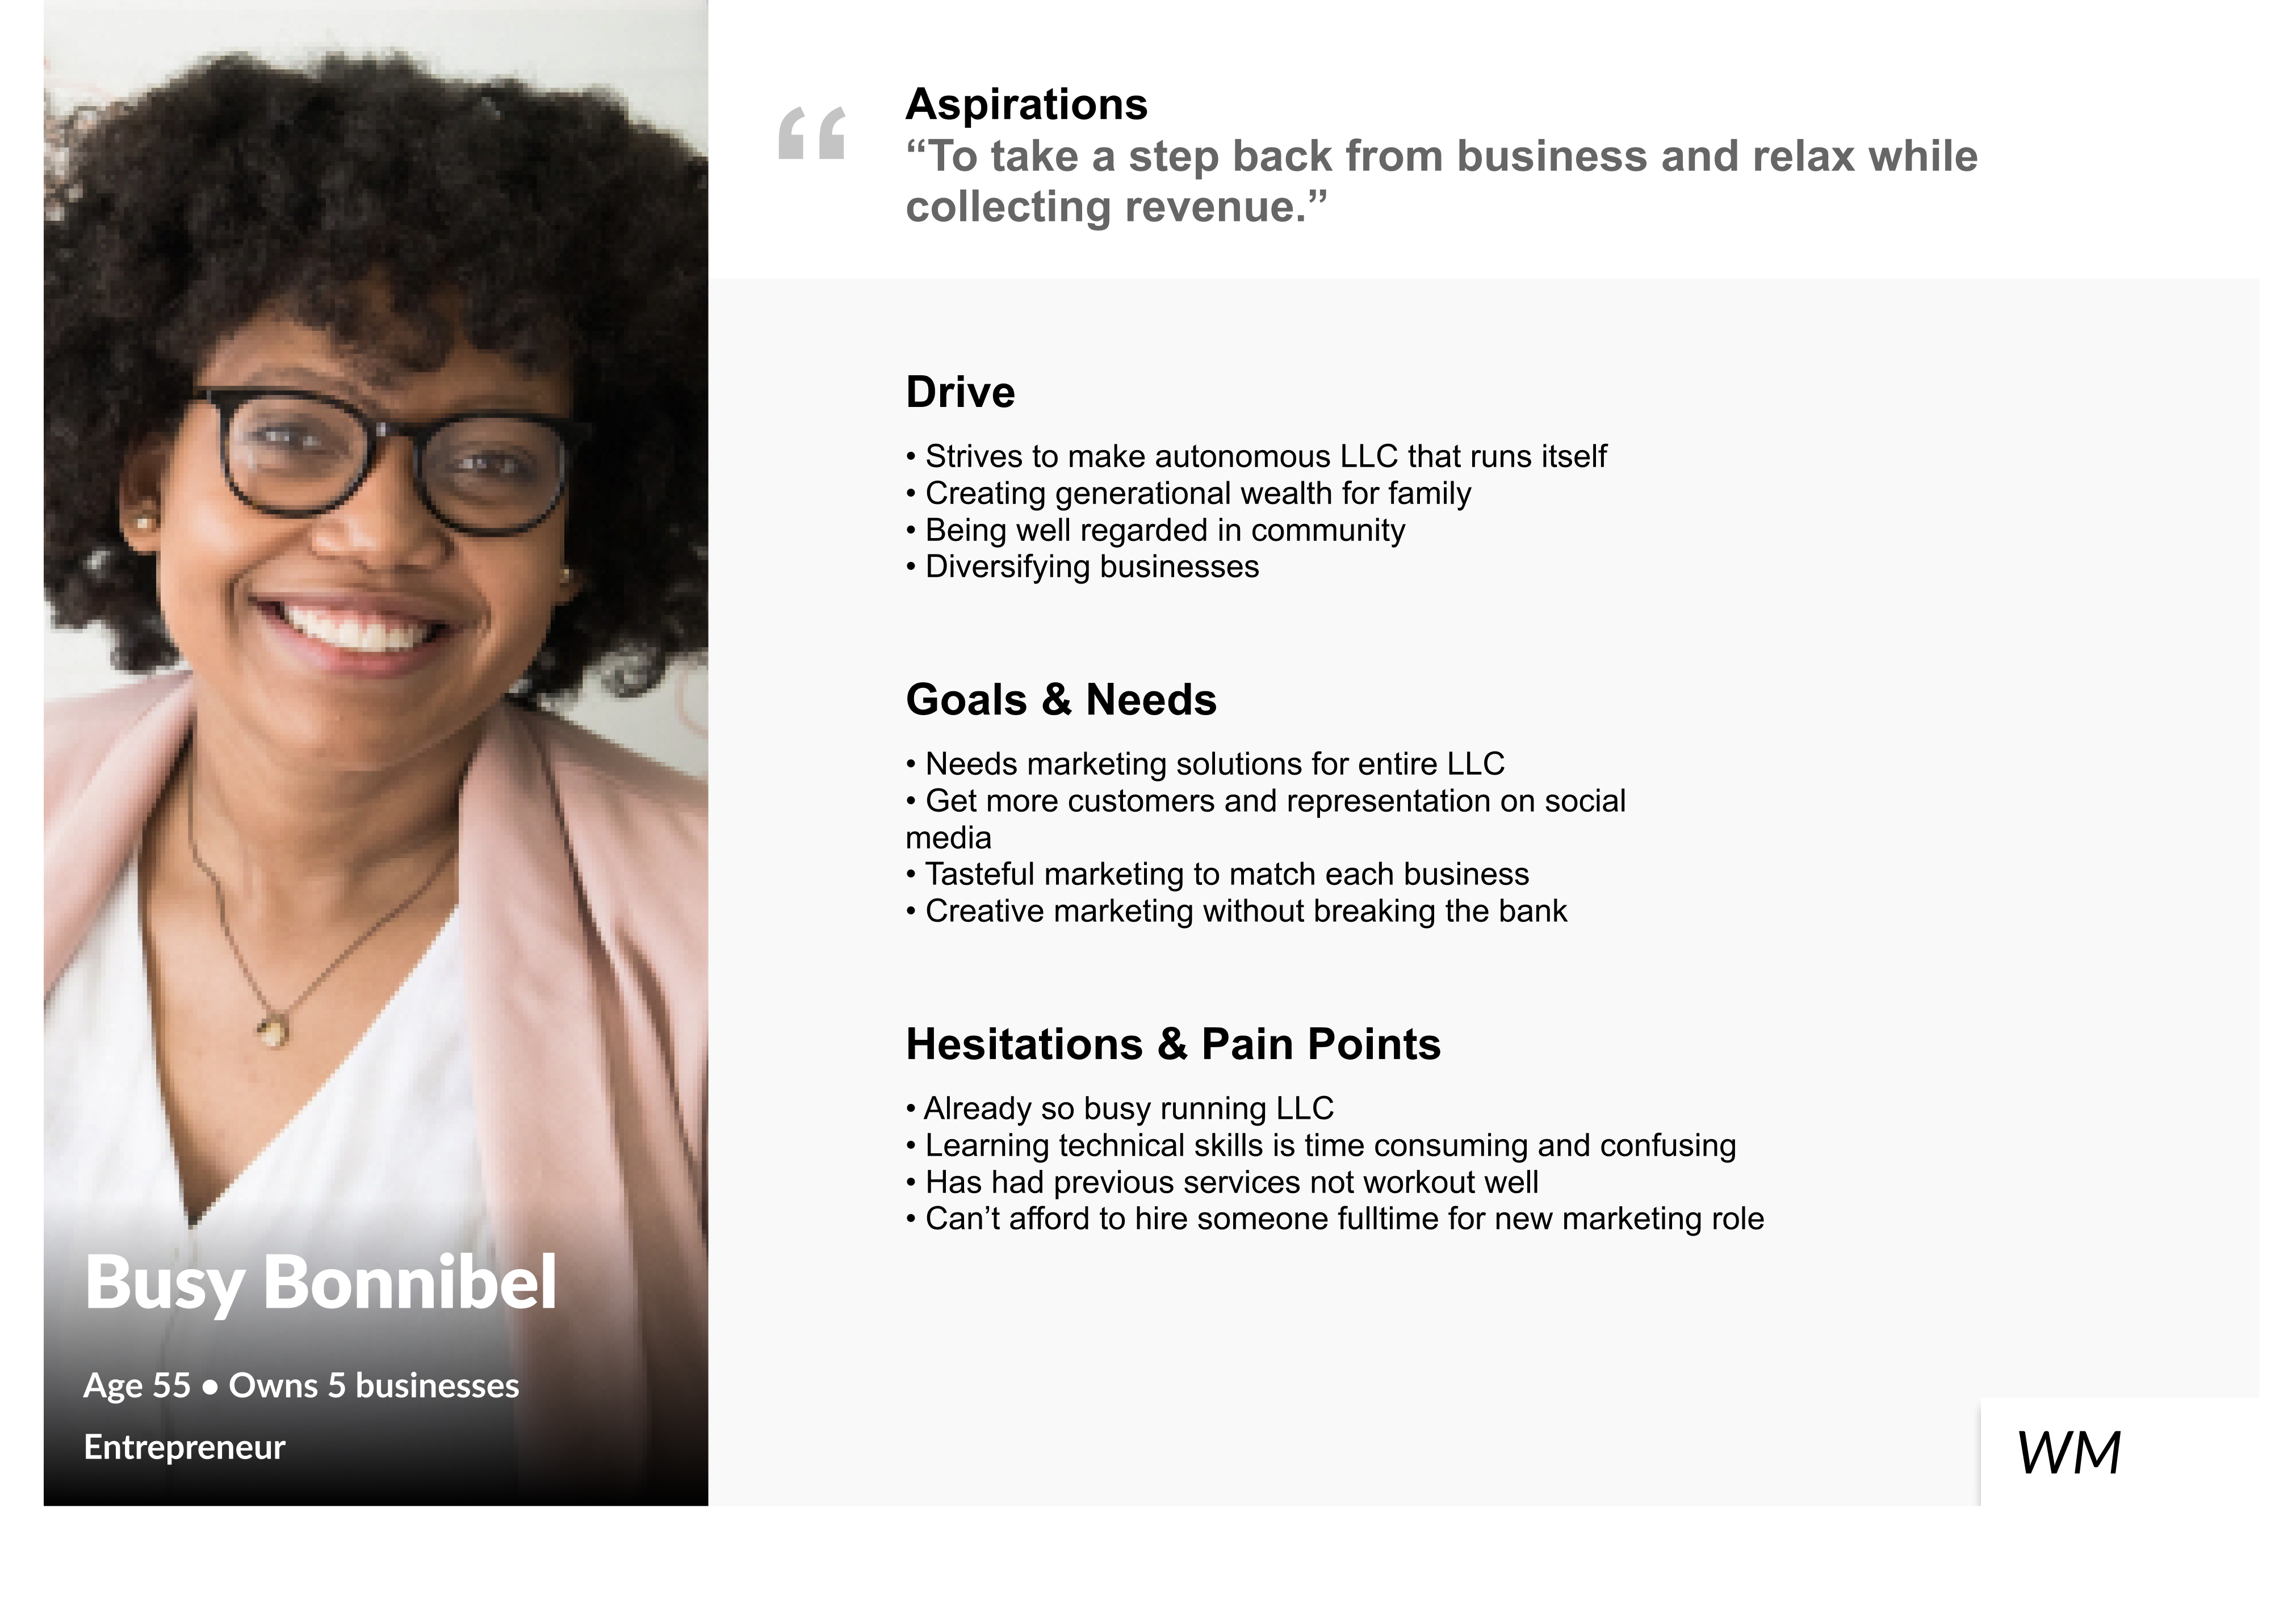 “
Aspirations
“To take a step back from business and relax while
collecting revenue.”
Drive
• Strives to make autonomous LLC that runs itself
• Creating generational wealth for family
• Being well regarded in community
• Diversifying businesses
Goals & Needs
• Needs marketing solutions for entire LLC
• Get more customers and representation on social
media
• Tasteful marketing to match each business
• Creative marketing without breaking the bank
Hesitations & Pain Points
• Already so busy running LLC
• Learning technical skills is time consuming and confusing
• Has had previous services not workout well
• Can’t afford to hire someone fulltime for new marketing role
Busy Bonnibel
Age 55 • Owns 5 businesses
Entrepreneur
WM